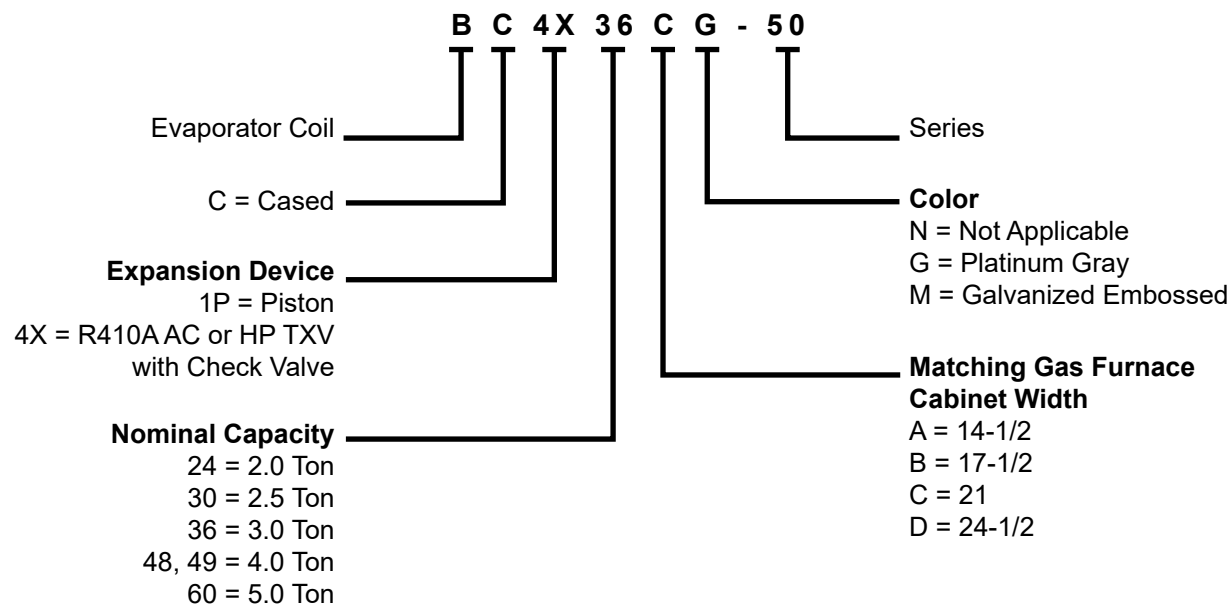 B C 4X 36 C G - 50
Evaporator Coil
C = Cased
Expansion Device
1P = Piston
4X = R410A AC or HP TXV
with Check Valve
Nominal Capacity
24 = 2.0 Ton
30 = 2.5 Ton
36 = 3.0 Ton
48, 49 = 4.0 Ton
60 = 5.0 Ton
Series
Color
N = Not Applicable
G = Platinum Gray
M = Galvanized Embossed
Matching Gas Furnace
Cabinet Width
A = 14-1/2
B = 17-1/2
C = 21
D = 24-1/2